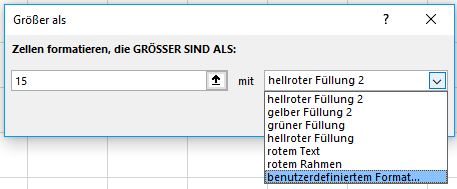 Größer als
Zellen formatieren, die GRÖSSER SIND ALS:
15 mit hellroter Füllung 2
hellroter Füllung 2
gelber Füllung 2
grüner Füllung
hellroter Füllung
rotem Text
rotem Rahmen
benutzerdefiniertem Format...